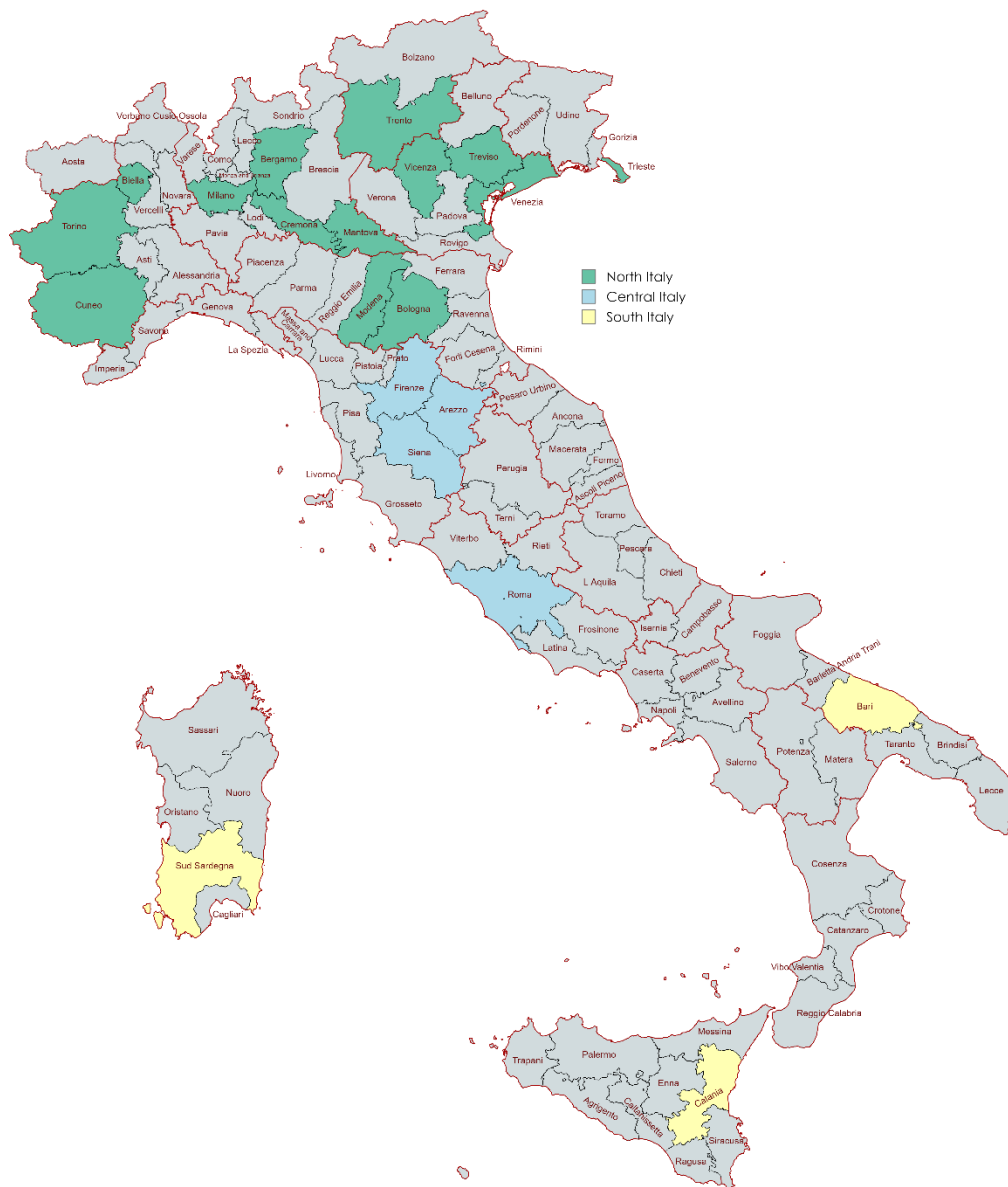 Bolzano
Belluno
Trento
Pordenone
Udine
Gorizia
Trieste
Verbano Cusio Ossola
Sondrio
Aosta
Varese
Como
Lecco
Bergamo
Brescia
Vicenza
Treviso
Biella
Novara
Milano
Verona
Padova
Venezia
Vercelli
Lodi
Cremona
Mantova
Rovigo
Torino
Pavia
Asti
Alessandria
Piacenza
Parma
Reggio Emilia
Modena
Ferrara
Bologna
Ravenna
Cuneo
Genova
Savona
Imperia
La Spezia
Massa and
Carrara
Lucca
Pistoia
Prato
Forlì Cesena
Rimini
North Italy
Central Italy
South Italy
Firenze
Arezzo
Pesaro Urbino
Ancona
Pisa
Siena
Macerata
Fermo
Livorno
Perugia
Ascoli Piceno
Grosseto
Terni
Teramo
Viterbo
Rieti
Pescara
L Aquila
Chieti
Roma
Frosinone
Latina
Isernia
Campobasso
Foggia
Caserta
Benevento
Barletta Andria Trani
Napoli
Avellino
Bari
Salerno
Potenza
Matera
Taranto
Brindisi
Lecce
Sassari
Nuoro
Oristano
Sud Sardegna
Cagliari
Cosenza
Crotone
Catanzaro
Vibo Valentia
Reggio Calabria
Messina
Trapani
Palermo
Enna
Catania
Agrigento
Caltanissetta
Siracusa
Ragusa